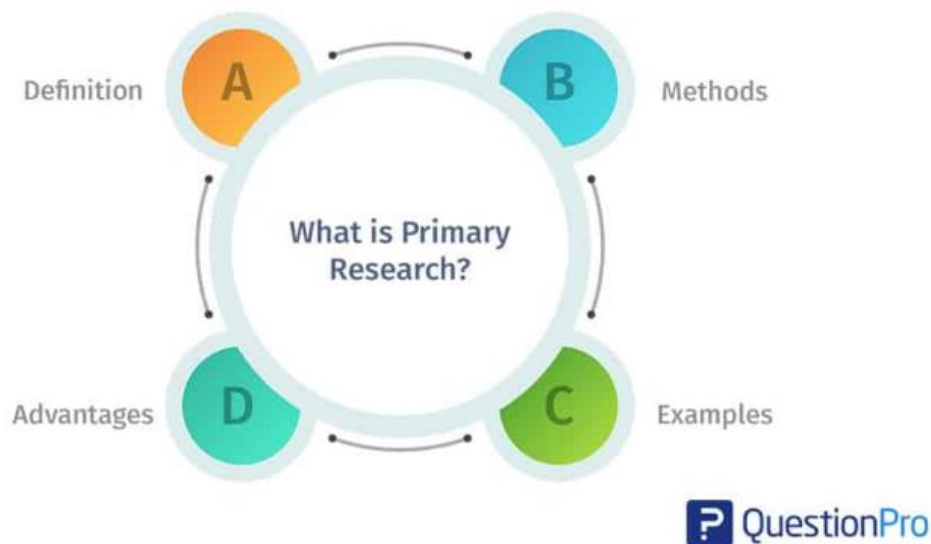 Definition
A
B
Methods
What is Primary
Research?
Advantages
D
C
Examples
? QuestionPro